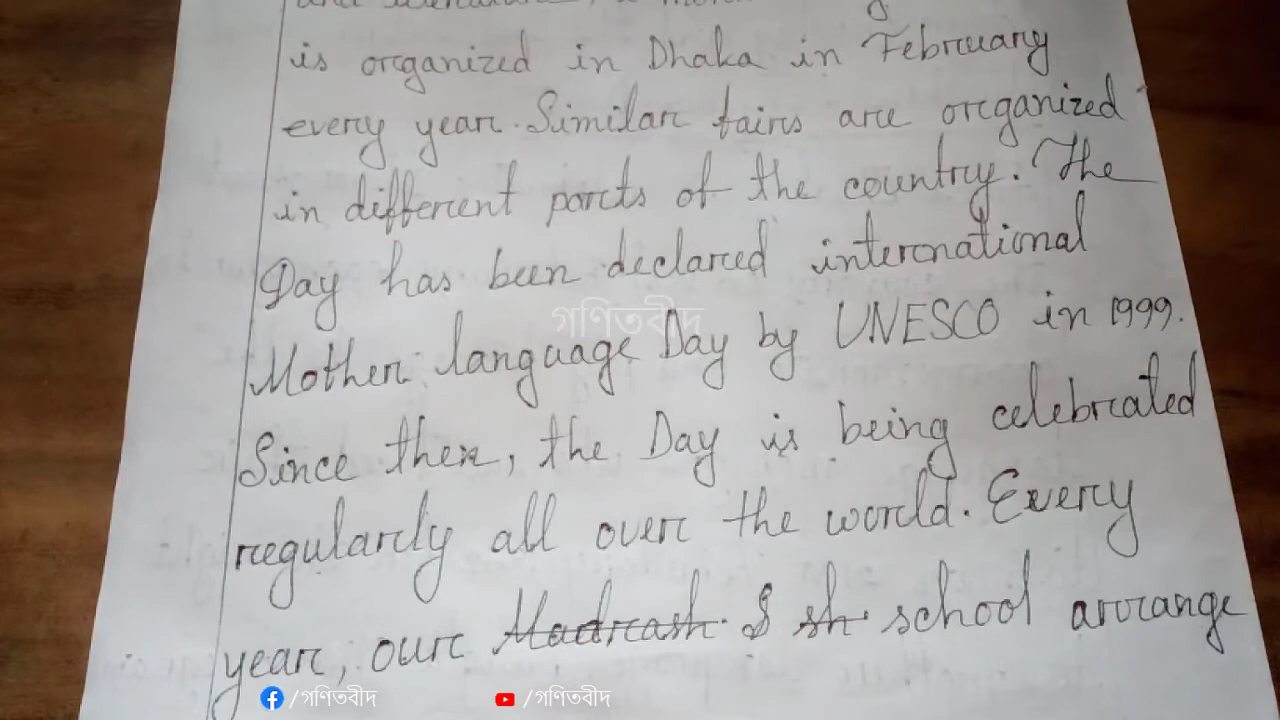 is organized in Dhaka in February
every year. Similar fairs are organized
in different parts of the country. The
Day has been declared international
গণিতবীদ
Mother language Day by UNESCO in 1999.
Since then, the Day is being celebrated
regularly all over the world. Every
year, our Madrash S sh school arrange
/গণিতবীদ /গণিতবীদ